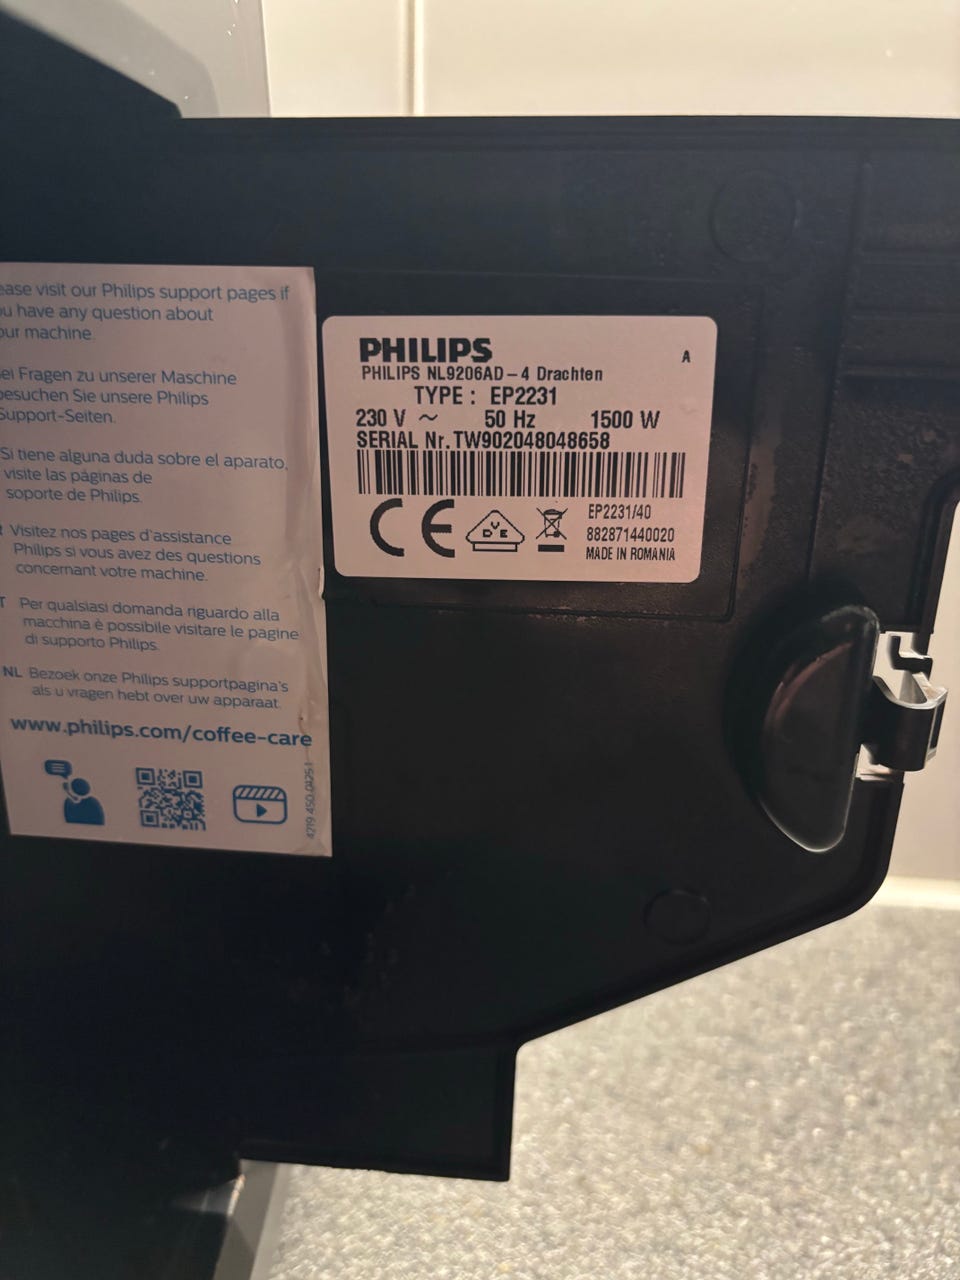 ease visit our Philips support pages if
u have any question about
our machine.
ei Fragen zu unserer Maschine
besuchen Sie unsere Philips
Support-Seiten.
Si tiene alguna duda sobre el aparato,
visite las páginas de
soporte de Philips.
Visitez nos pages d'assistance
Philips si vous avez des questions
concernant votre machine.
T Per qualsiasi domanda riguardo alla
macchina è possibile visitare le pagine
di supporto Philips.
NL Bezoek onze Philips supportpagina's
als u vragen hebt over uw apparaat.
www.philips.com/coffee-care
PHILIPS
A
PHILIPS NL9206AD-4 Drachten
TYPE : EP2231
230 V ~ 50 Hz 1500 W
SERIAL Nr. TW902048048658
CE
VDE
EP2231/40
882871440020
MADE IN ROMANIA